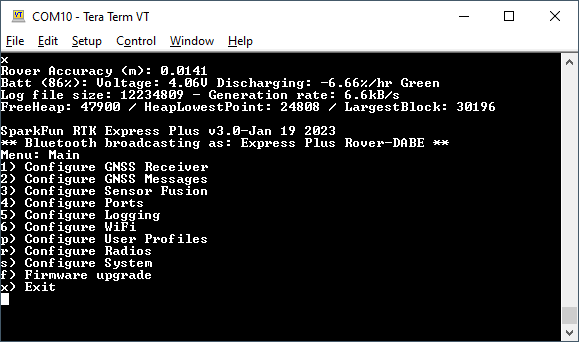 COM10 - Tera Term VT
File Edit Setup Control Window Help
x
Rover Accuracy (m): 0.0141
Batt (86%): Voltage: 4.06V Discharging: -6.66%/hr Green
Log file size: 12234809 - Generation rate: 6.6kB/s
FreeHeap: 47900 / HeapLowestPoint: 24808 / LargestBlock: 30196
SparkFun RTK Express Plus v3.0-Jan 19 2023
** Bluetooth broadcasting as: Express Plus Rover-DABE **
Menu: Main
1) Configure GNSS Receiver
2) Configure GNSS Messages
3) Configure Sensor Fusion
4) Configure Ports
5) Configure Logging
6) Configure WiFi
p) Configure User Profiles
r) Configure Radios
s) Configure System
f) Firmware upgrade
x) Exit